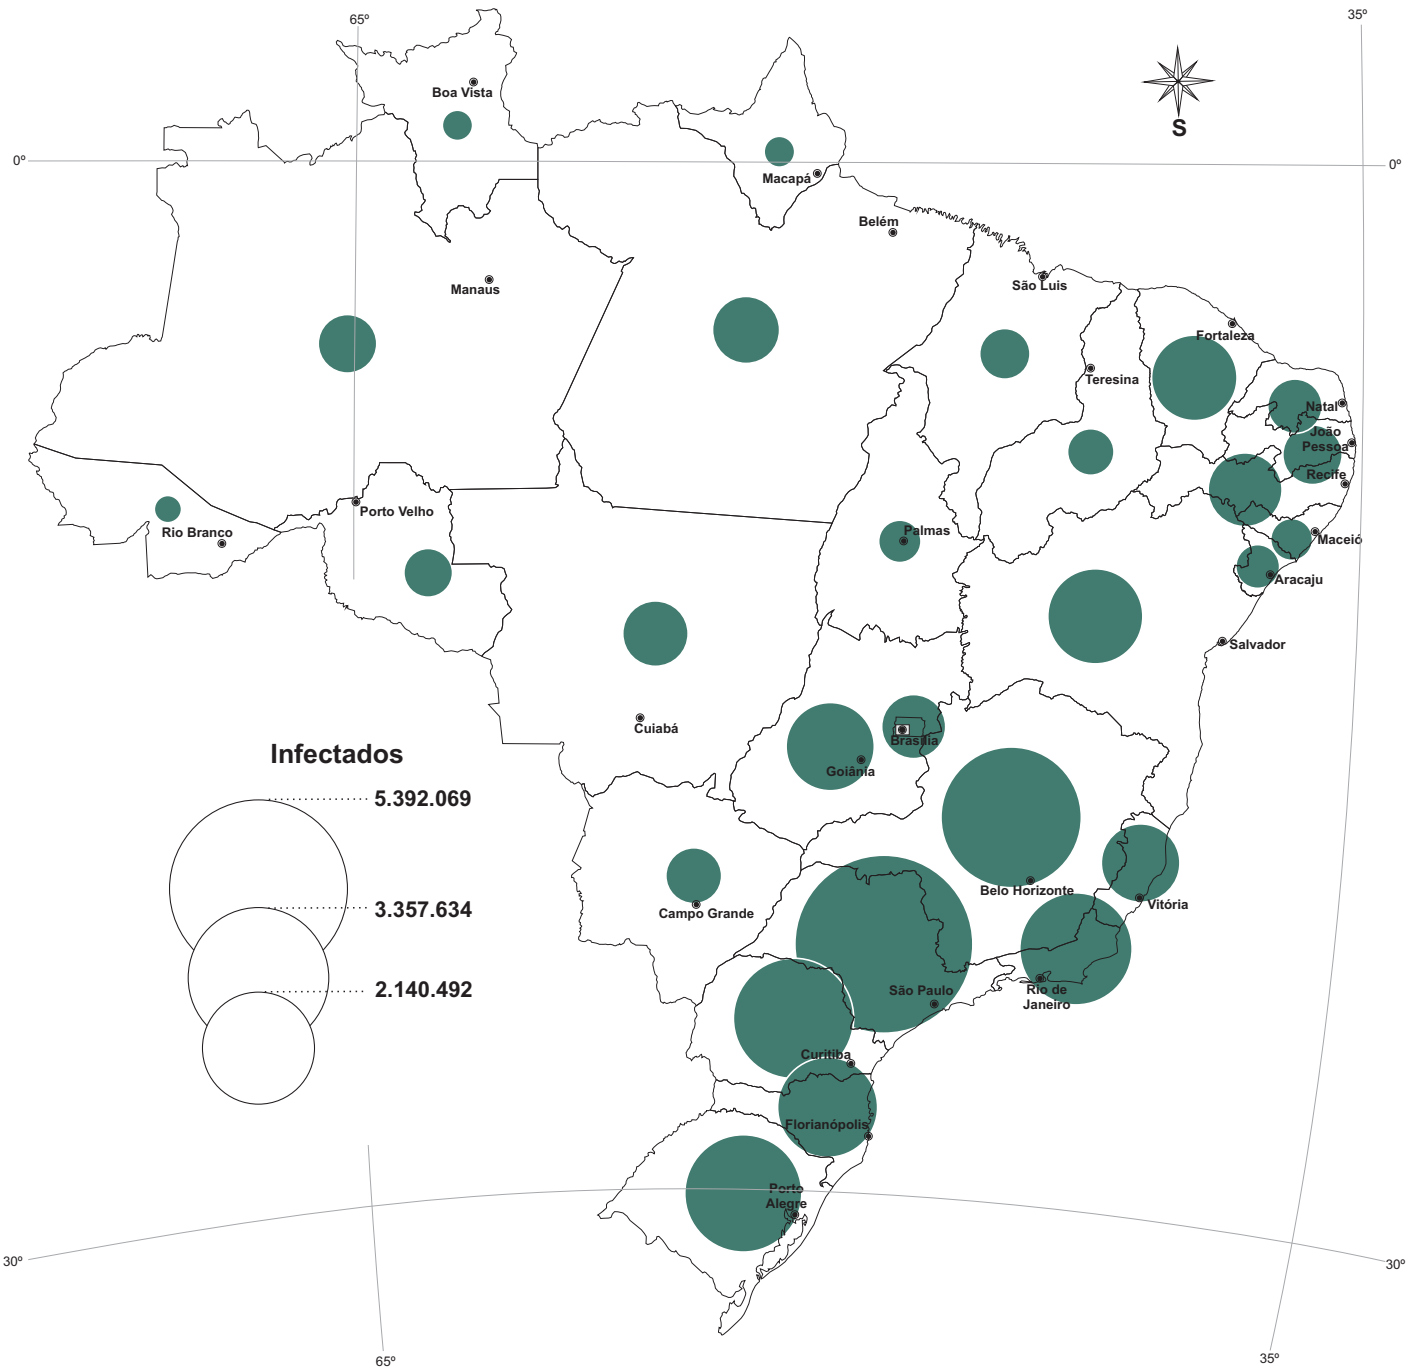 65º
35º
Boa Vista
S
0º
0º
Macapá
Belém
Manaus
São Luis
Fortaleza
Teresina
Natal
João
Pessoa
Recife
Porto Velho
Rio Branco
Palmas
Maceió
Aracaju
Salvador
Cuiabá
Brasília
Goiânia
Infectados
5.392.069
3.357.634
2.140.492
Belo Horizonte
Campo Grande
Vitória
São Paulo
Rio de
Janeiro
Curitiba
Florianópolis
Porto
Alegre
30º
30º
65º
35º